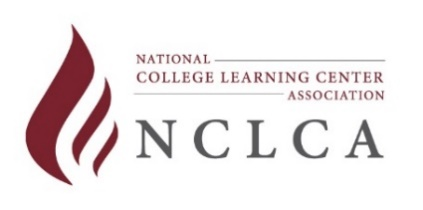 NATIONAL
COLLEGE LEARNING CENTER
ASSOCIATION
NCLCA